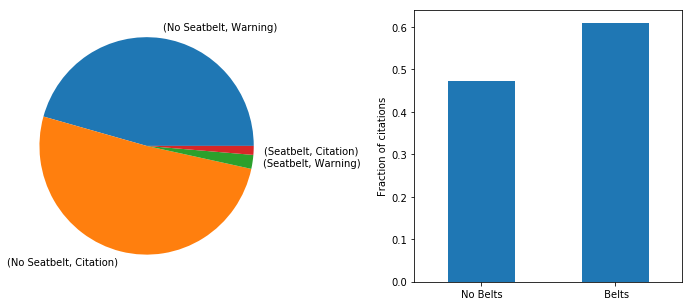 (No Seatbelt, Warning)
(Seatbelt, Citation)
(Seatbelt, Warning)
(No Seatbelt, Citation)
Fraction of citations
0.6
0.5
0.4
0.3
0.2
0.1
0.0
No Belts
Belts